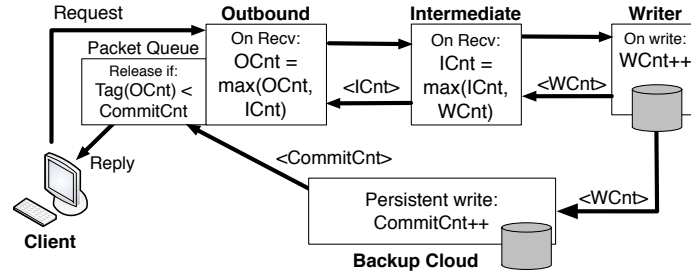 Request
Outbound
On Recv:
OCnt =
max(OCnt,
ICnt)
Packet Queue
Release if:
Tag(OCnt) <
CommitCnt
<ICnt>
Intermediate
On Recv:
ICnt =
max(ICnt,
WCnt)
<WCnt>
Writer
On write:
WCnt++
Reply
Client
<CommitCnt>
<WCnt>
Persistent write:
CommitCnt++
Backup Cloud